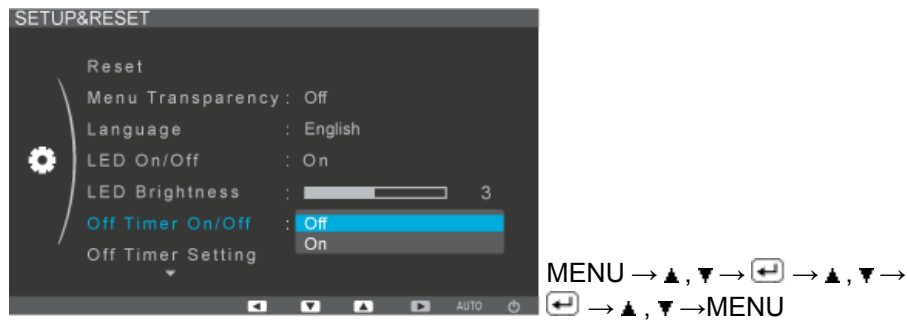 SETUP&RESET
Reset
Menu Transparency : Off
Language : English
LED On/Off : On
LED Brightness : 3
Off Timer On/Off : Off
On
Off Timer Setting
AUTO
MENU → ▲ , ▼ → ↵ → ▲ , ▼ →
↵ → ▲ , ▼ →MENU